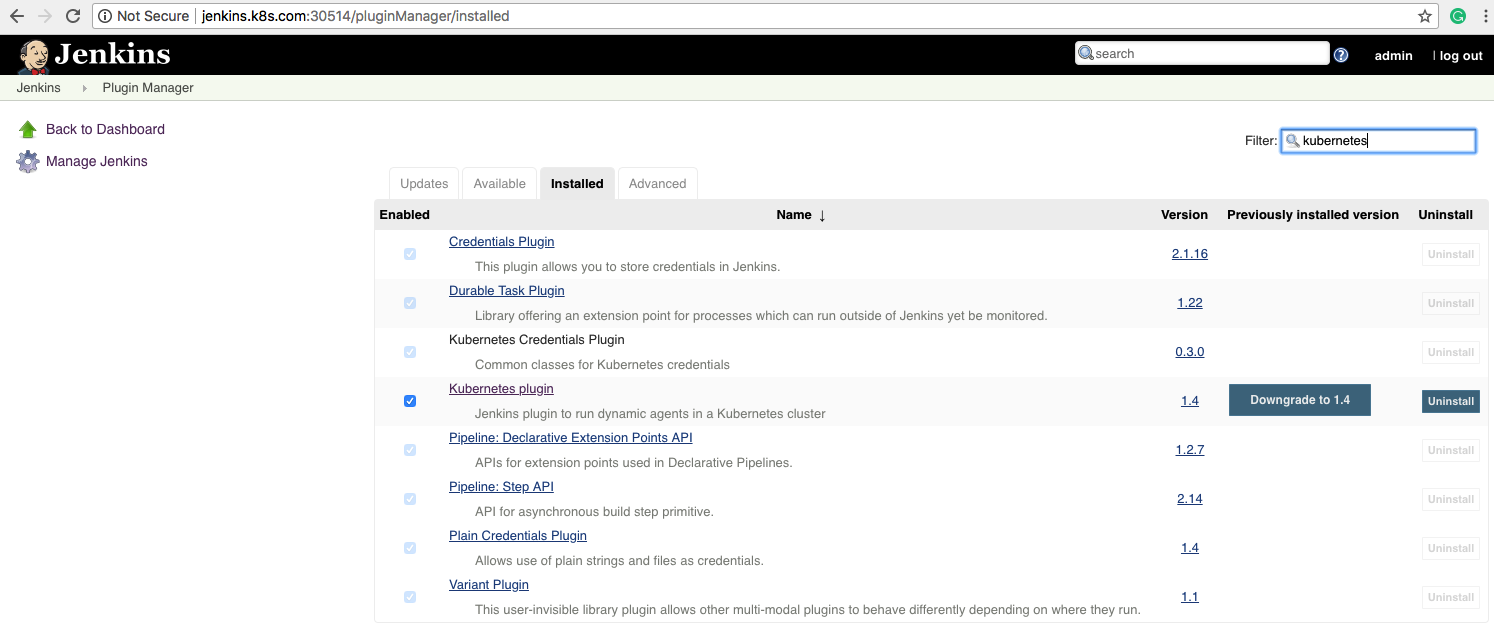 Not Secure jenkins.k8s.com:30514/pluginManager/installed
Jenkins search ? admin | log out
Jenkins Plugin Manager
Back to Dashboard
Manage Jenkins
Filter: kubernetes
Updates Available Installed Advanced
Enabled Name ↓ Version Previously installed version Uninstall
Credentials Plugin
This plugin allows you to store credentials in Jenkins.
2.1.16 Uninstall
Durable Task Plugin
Library offering an extension point for processes which can run outside of Jenkins yet be monitored.
1.22 Uninstall
Kubernetes Credentials Plugin
Common classes for Kubernetes credentials
0.3.0 Uninstall
Kubernetes plugin
Jenkins plugin to run dynamic agents in a Kubernetes cluster
1.4 Downgrade to 1.4 Uninstall
Pipeline: Declarative Extension Points API
APIs for extension points used in Declarative Pipelines.
1.2.7 Uninstall
Pipeline: Step API
API for asynchronous build step primitive.
2.14 Uninstall
Plain Credentials Plugin
Allows use of plain strings and files as credentials.
1.4 Uninstall
Variant Plugin
This user-invisible library plugin allows other multi-modal plugins to behave differently depending on where they run.
1.1 Uninstall